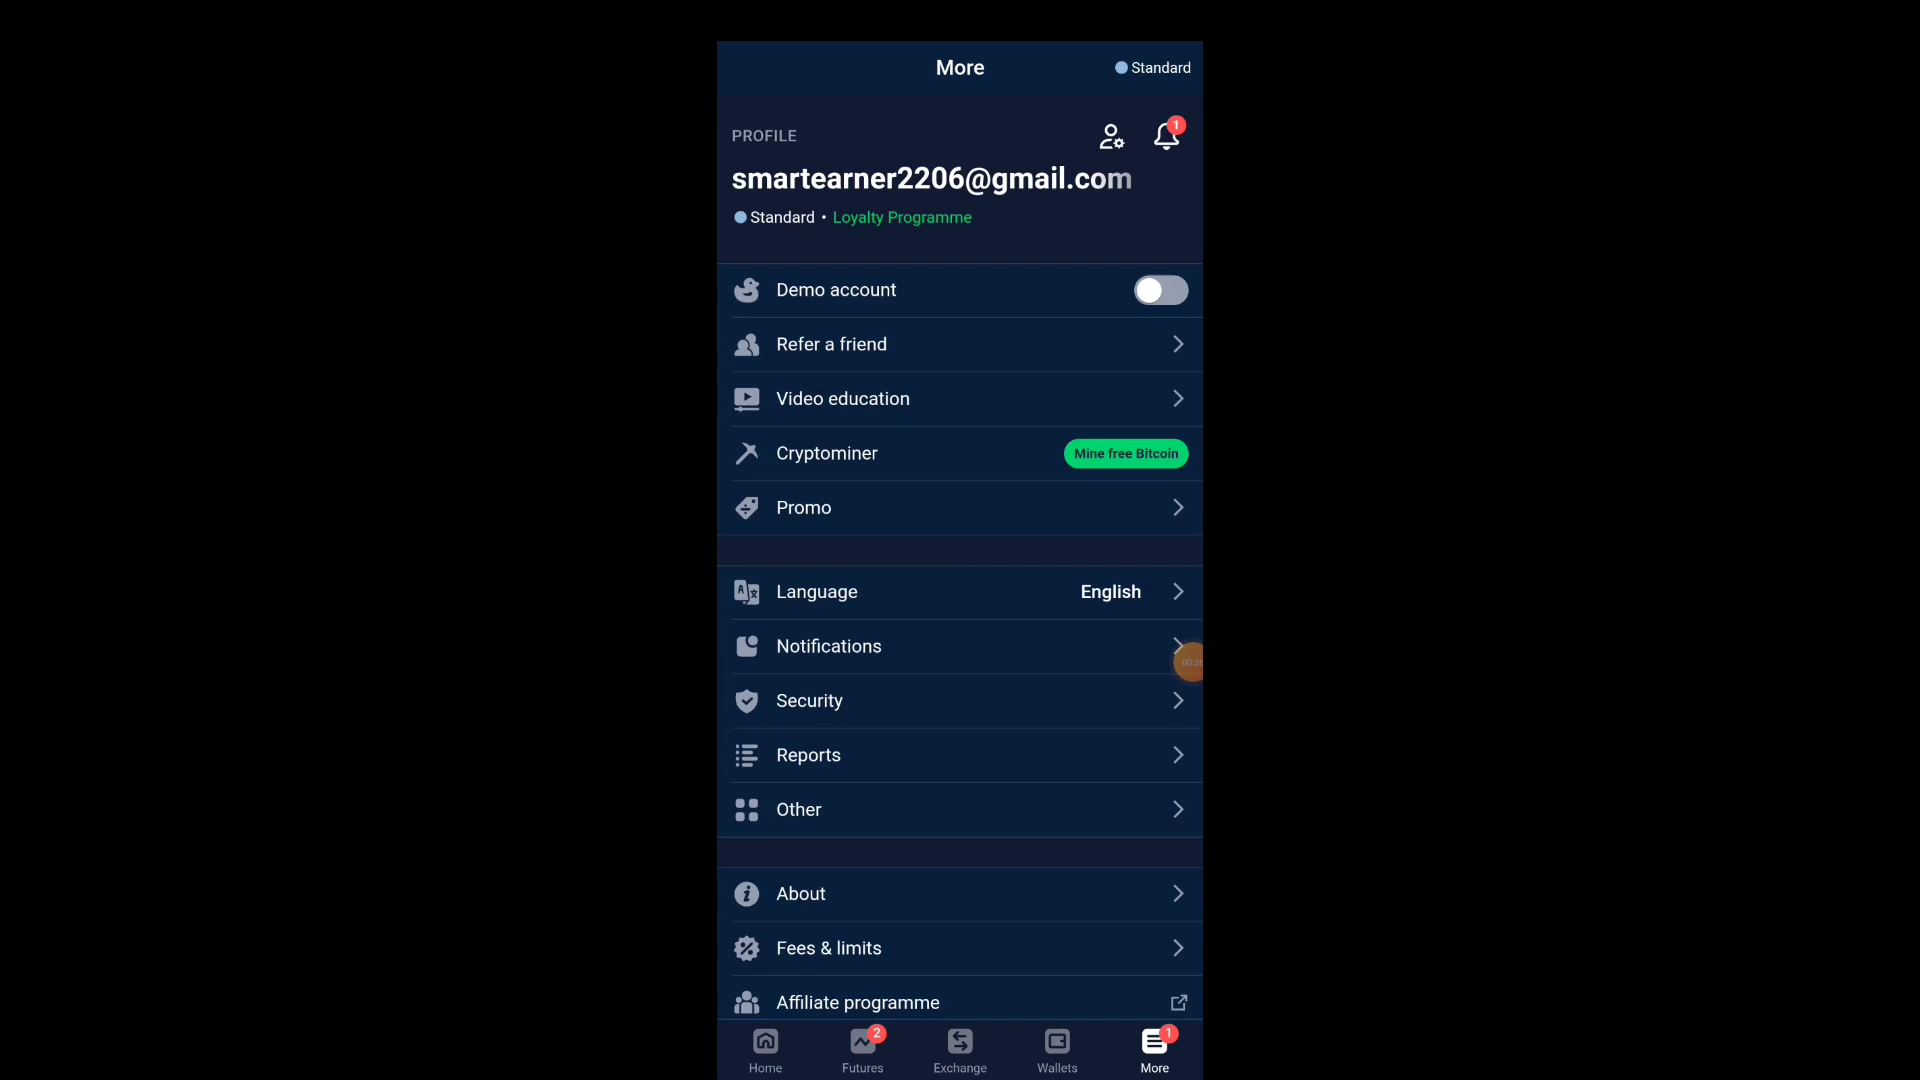 More
Standard
PROFILE
1
smartearner2206@gmail.com
Standard • Loyalty Programme
Demo account
Refer a friend
Video education
Cryptominer
Mine free Bitcoin
Promo
Language
English
Notifications
Security
Reports
Other
About
Fees & limits
Affiliate programme
2
1
Home
Futures
Exchange
Wallets
More